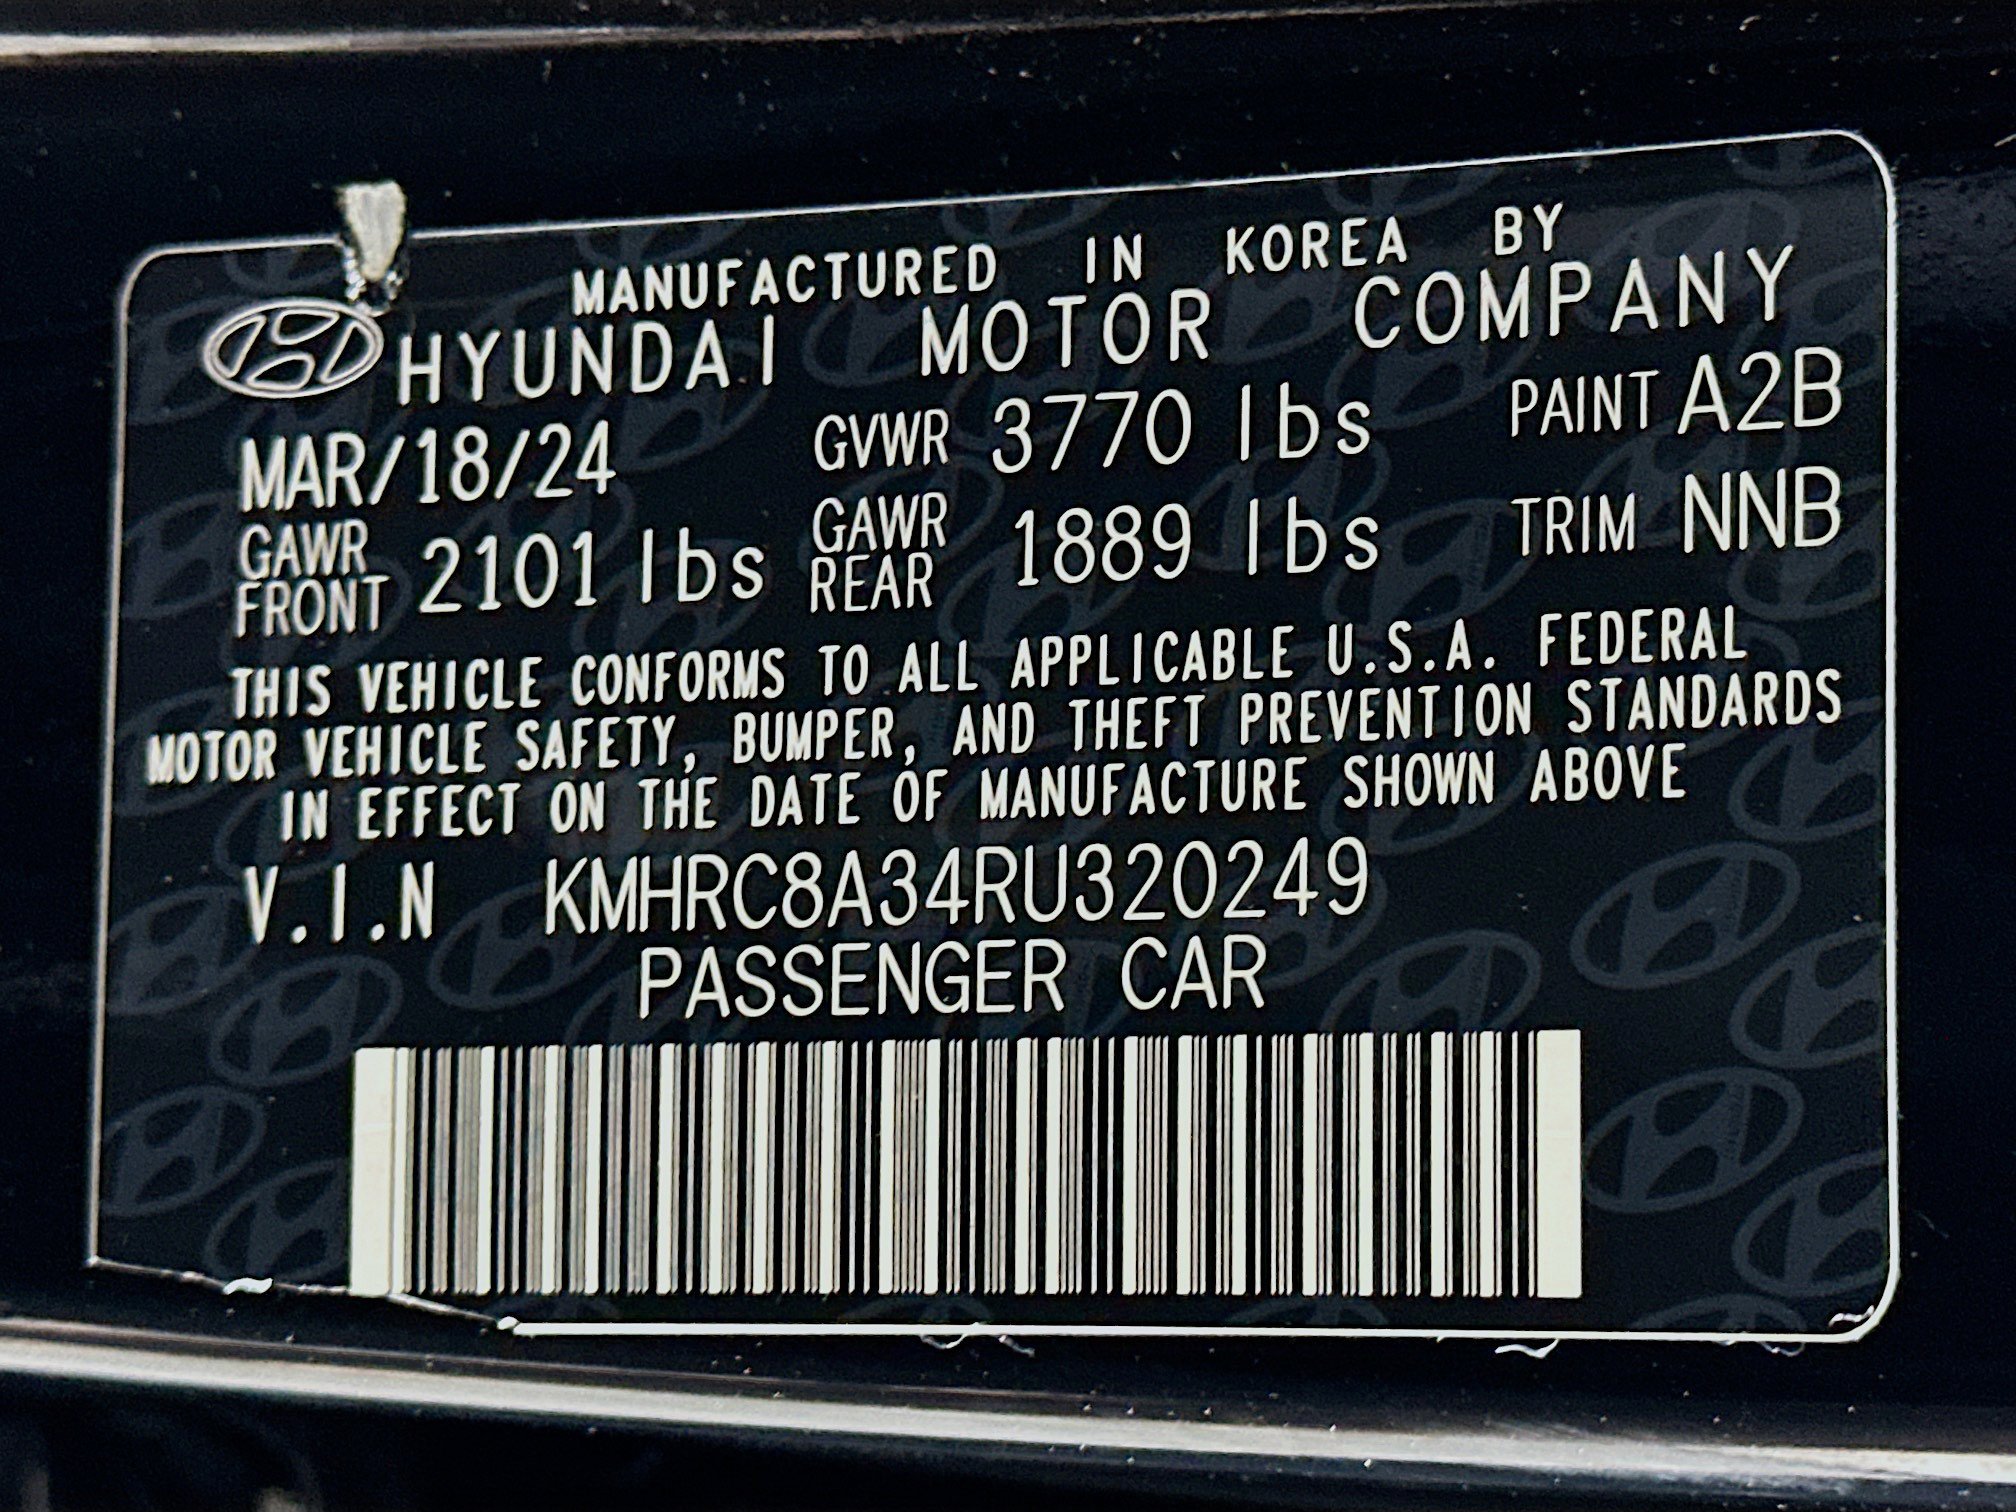 MANUFACTURED IN KOREA BY
HYUNDAI MOTOR COMPANY
MAR/18/24 GVWR 3770 lbs PAINT A2B
GAWR FRONT 2101 lbs GAWR REAR 1889 lbs TRIM NNB
THIS VEHICLE CONFORMS TO ALL APPLICABLE U.S.A. FEDERAL
MOTOR VEHICLE SAFETY, BUMPER, AND THEFT PREVENTION STANDARDS
IN EFFECT ON THE DATE OF MANUFACTURE SHOWN ABOVE
V.I.N KMHRC8A34RU320249
PASSENGER CAR